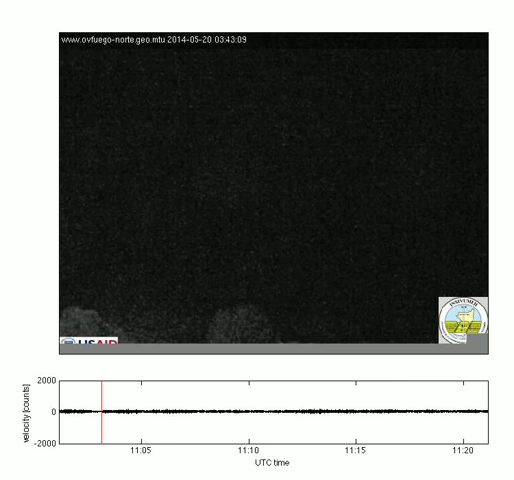 www.ovfuego-norte.geo.mtu 2014-05-20 03:43:09
INSIVUMEH
USAID
2000
0
-2000
velocity [counts]
11:05 11:10 11:15 11:20
UTC time